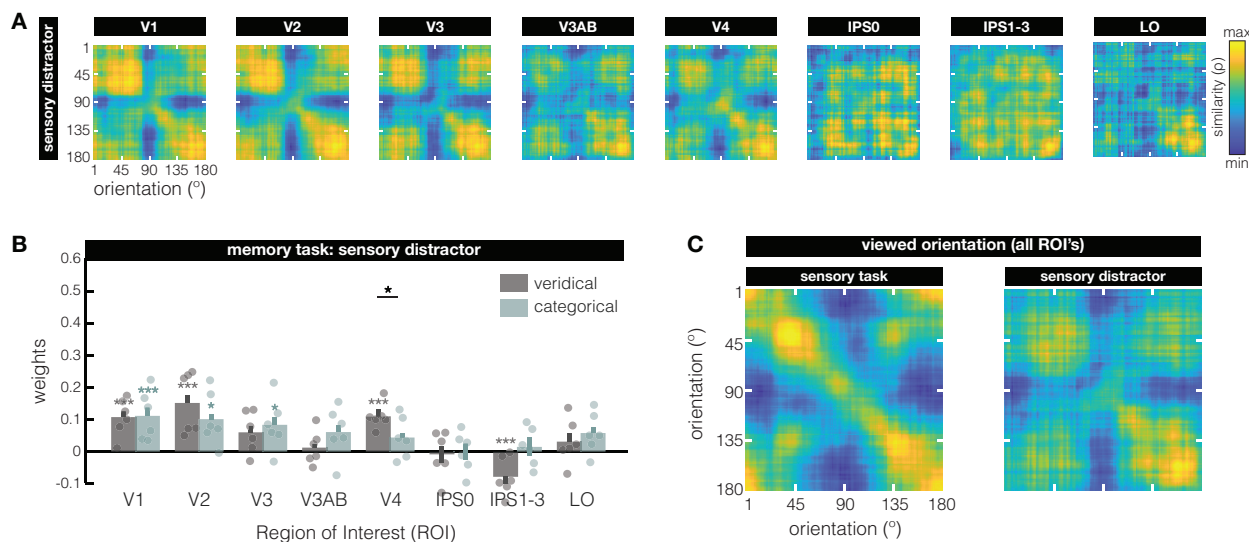 A
V1 V2 V3 V3AB V4 IPS0 IPS1-3 LO
sensory distractor
1
45
90
135
180
1 45 90 135 180
orientation (°)
max
similarity (ρ)
min
B
memory task: sensory distractor
0.6
0.5
0.4
0.3
0.2
0.1
0
-0.1
weights
veridical
categorical
*
*** *** *** * * *** ***
V1 V2 V3 V3AB V4 IPS0 IPS1-3 LO
Region of Interest (ROI)
C
viewed orientation (all ROI's)
sensory task sensory distractor
1
45
90
135
180
orientation (°)
1 45 90 135 180
orientation (°)